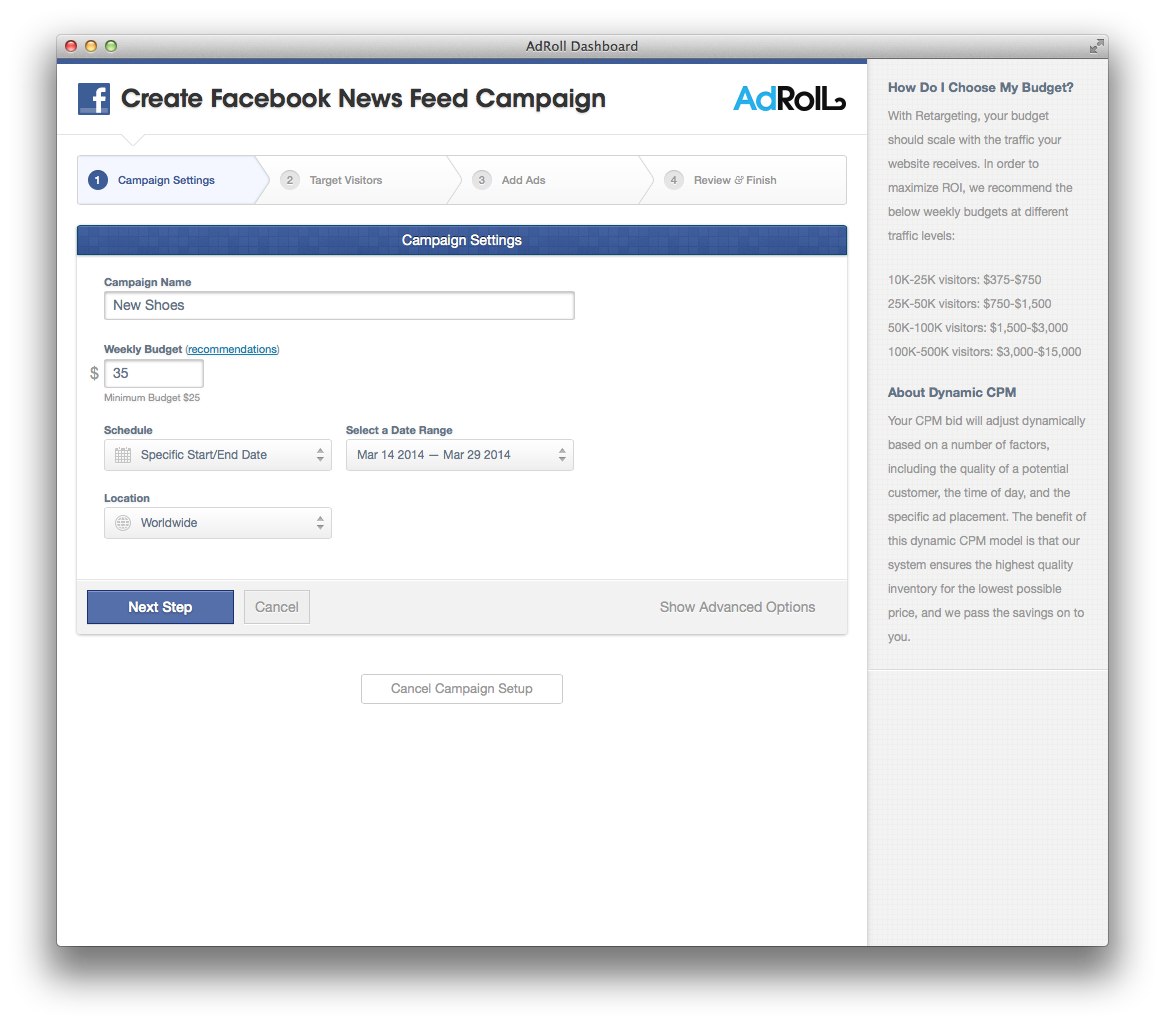 AdRoll Dashboard
f Create Facebook News Feed Campaign
AdRoll
1 Campaign Settings
2 Target Visitors
3 Add Ads
4 Review & Finish
Campaign Settings
Campaign Name
New Shoes
Weekly Budget (recommendations)
$ 35
Minimum Budget $25
Schedule
Specific Start/End Date
Select a Date Range
Mar 14 2014 — Mar 29 2014
Location
Worldwide
Next Step
Cancel
Show Advanced Options
Cancel Campaign Setup
How Do I Choose My Budget?
With Retargeting, your budget
should scale with the traffic your
website receives. In order to
maximize ROI, we recommend the
below weekly budgets at different
traffic levels:
10K-25K visitors: $375-$750
25K-50K visitors: $750-$1,500
50K-100K visitors: $1,500-$3,000
100K-500K visitors: $3,000-$15,000
About Dynamic CPM
Your CPM bid will adjust dynamically
based on a number of factors,
including the quality of a potential
customer, the time of day, and the
specific ad placement. The benefit of
this dynamic CPM model is that our
system ensures the highest quality
inventory for the lowest possible
price, and we pass the savings on to
you.